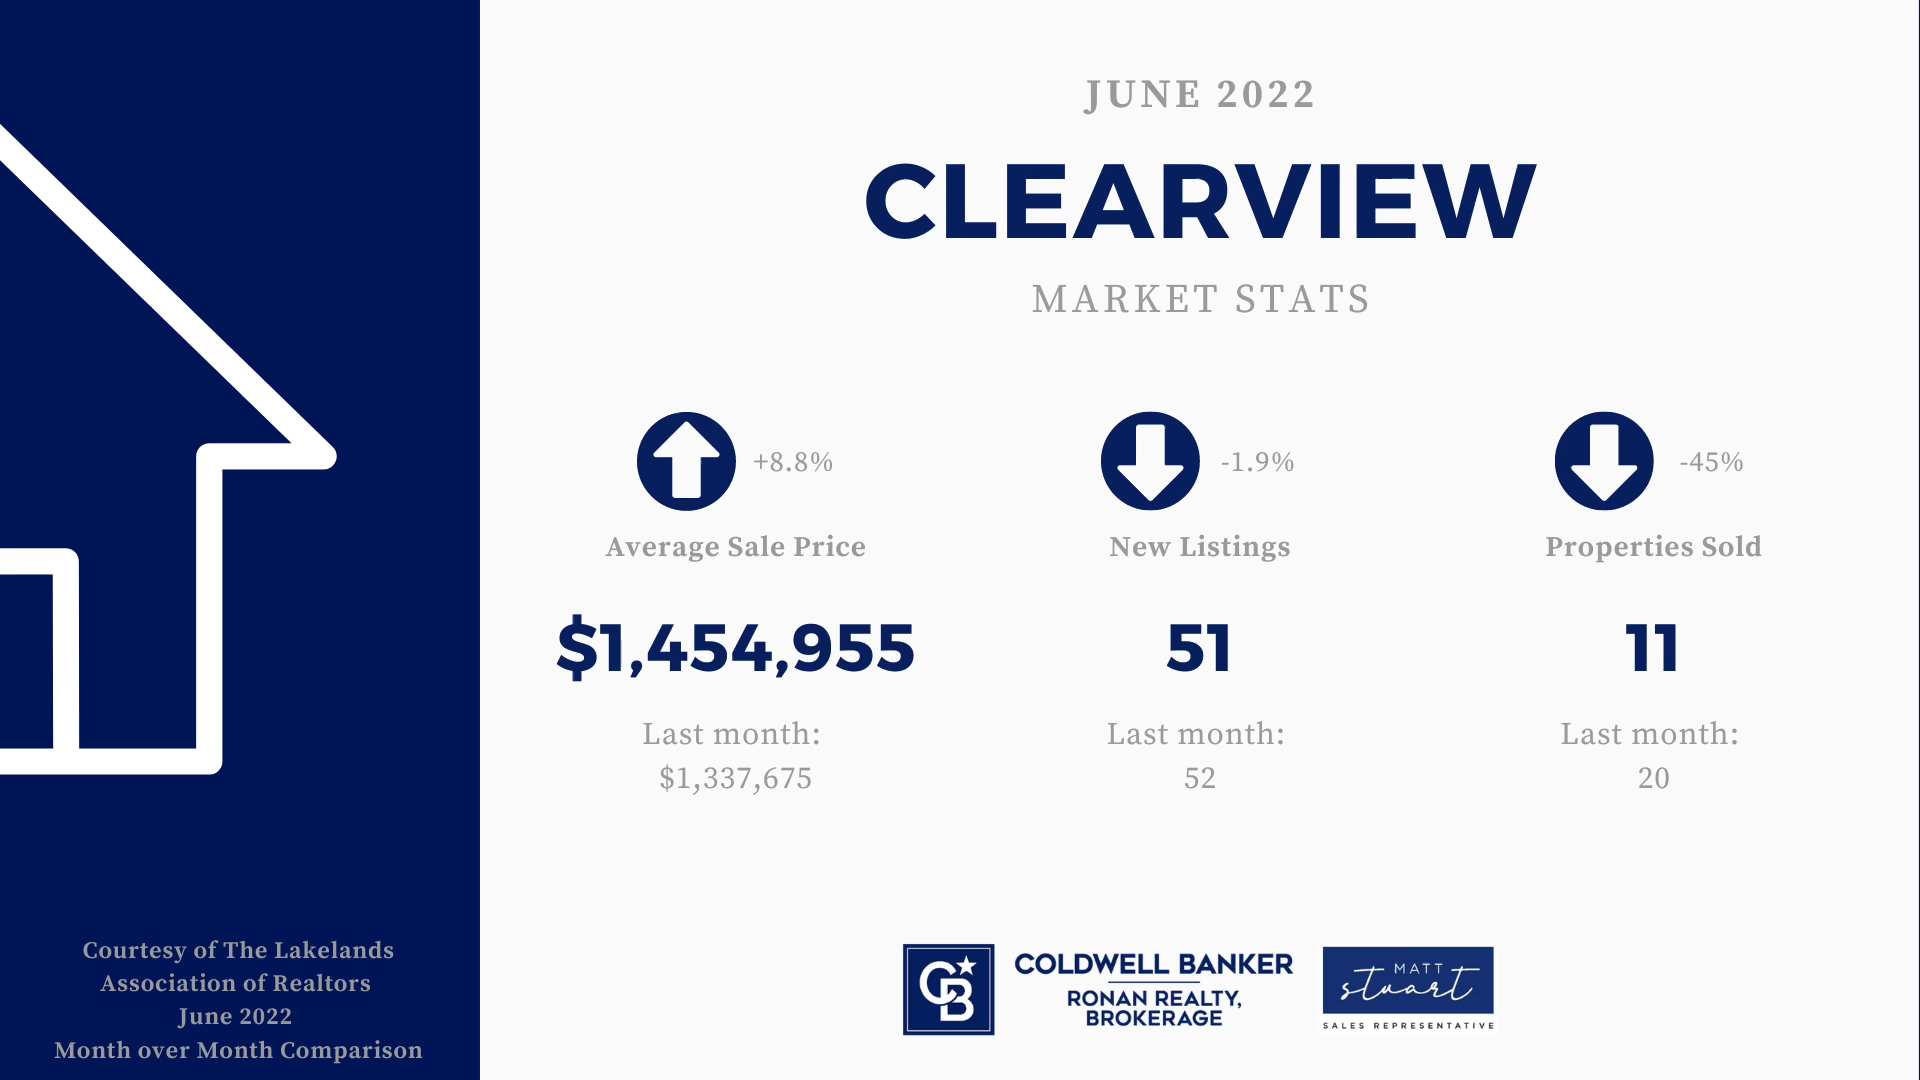 JUNE 2022
CLEARVIEW
MARKET STATS
+8.8%
-1.9%
-45%
Average Sale Price
New Listings
Properties Sold
$1,454,955
51
11
Last month:
$1,337,675
Last month:
52
Last month:
20
Courtesy of The Lakelands
Association of Realtors
June 2022
Month over Month Comparison
CB
COLDWELL BANKER
RONAN REALTY,
BROKERAGE
MATT
stuart
SALES REPRESENTATIVE